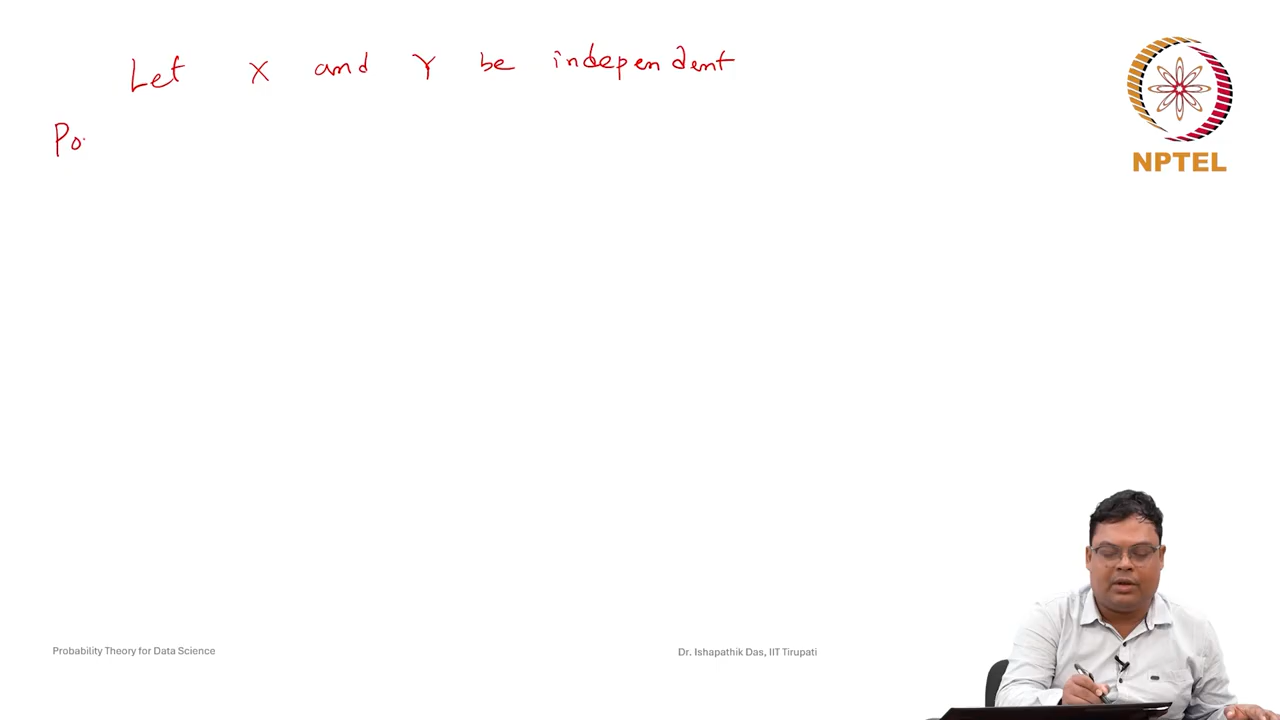 Let X and Y be independent
Po
NPTEL
Probability Theory for Data Science
Dr. Ishapathik Das, IIT Tirupati